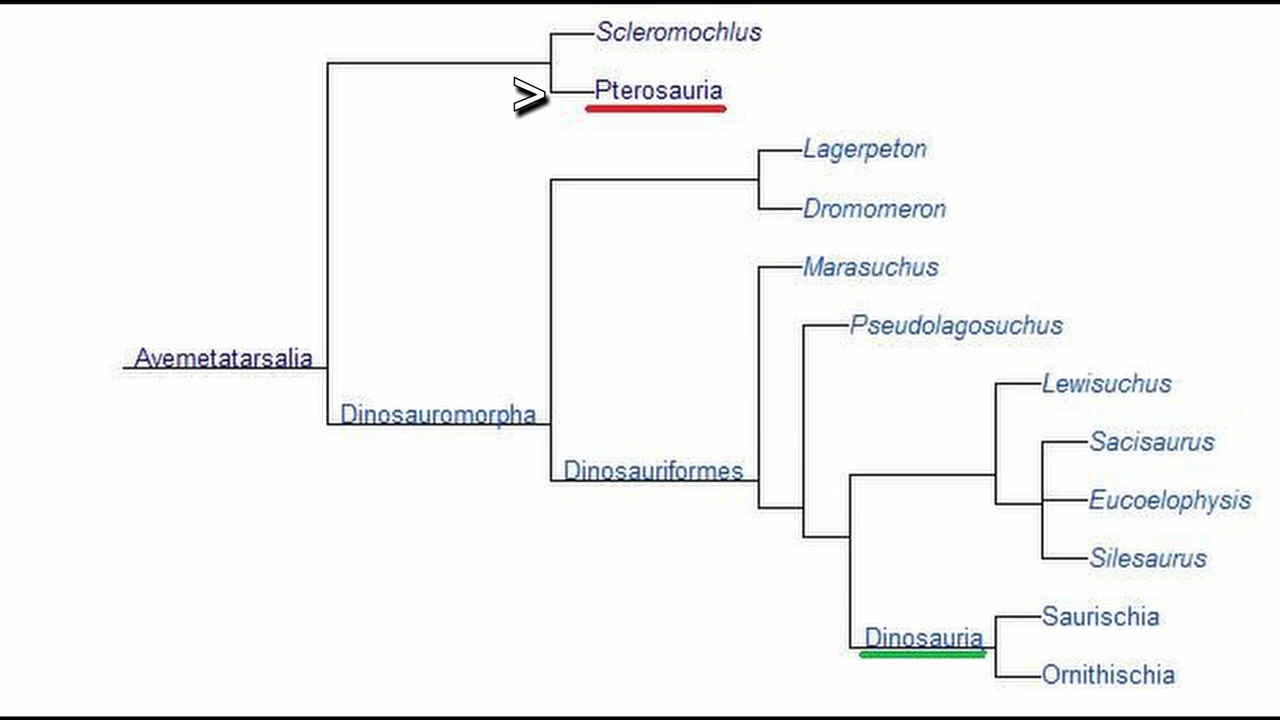 Scleromochlus
> Pterosauria
Lagerpeton
Dromomeron
Marasuchus
Pseudolagosuchus
Avemetatarsalia
Lewisuchus
Dinosauromorpha
Sacisaurus
Dinosauriformes
Eucoelophysis
Silesaurus
Saurischia
Dinosauria
Ornithischia